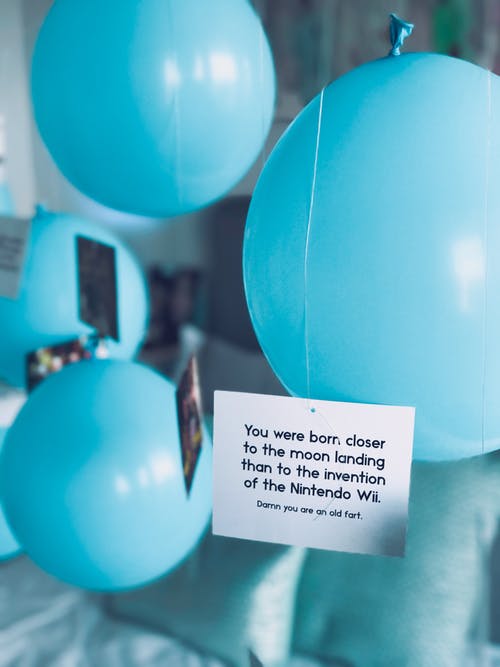 You were born closer
to the moon landing
than to the invention
of the Nintendo Wii.
Damn you are an old fart.